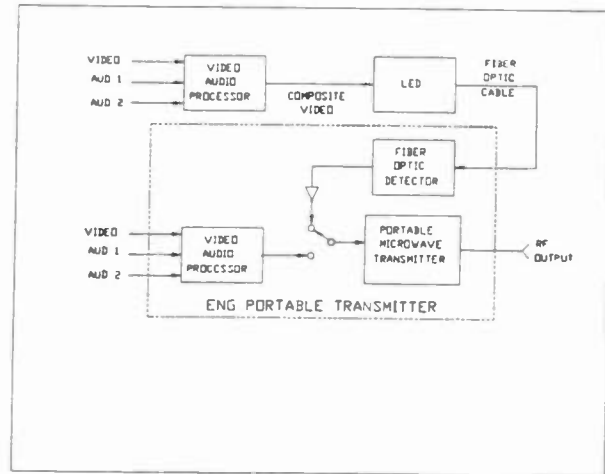 VIDEO
AUD 1
AUD 2
VIDEO
AUDIO
PROCESSOR
COMPOSITE
VIDEO
LED
FIBER
OPTIC
CABLE
FIBER
OPTIC
DETECTOR
VIDEO
AUD 1
AUD 2
VIDEO
AUDIO
PROCESSOR
PORTABLE
MICROWAVE
TRANSMITTER
RF
OUTPUT
ENG PORTABLE TRANSMITTER